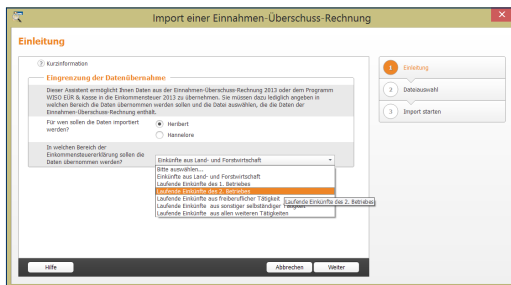 Import einer Einnahmen-Überschuss-Rechnung
Einleitung
Kurzinformation
Eingrenzung der Datenübernahme
Dieser Assistent ermöglicht Ihnen Daten aus der Einnahmen-Überschuss-Rechnung 2013 oder dem Programm
WISO EÜR & Kasse in die Einkommensteuer 2013 zu übernehmen. Sie müssen dazu lediglich angeben in
welchen Bereich die Daten übernommen werden sollen und die Datei auswählen, die die Daten der
Einnahmen-Überschuss-Rechnung enthält.
Für wen sollen die Daten importiert
werden?
Heribert
Hannelore
In welchen Bereich der
Einkommensteuererklärung sollen die
Daten übernommen werden?
Einkünfte aus Land- und Forstwirtschaft
Bitte auswählen...
Einkünfte aus Land- und Forstwirtschaft
Laufende Einkünfte des 1. Betriebes
Laufende Einkünfte des 2. Betriebes
Laufende Einkünfte aus freiberuflicher Tätigkeit
Laufende Einkünfte des 2. Betriebes
Laufende Einkünfte aus sonstiger selbständiger Tätigkeit
Laufende Einkünfte aus allen weiteren Tätigkeiten
1 Einleitung
2 Dateiauswahl
3 Import starten
Hilfe
Abbrechen
Weiter